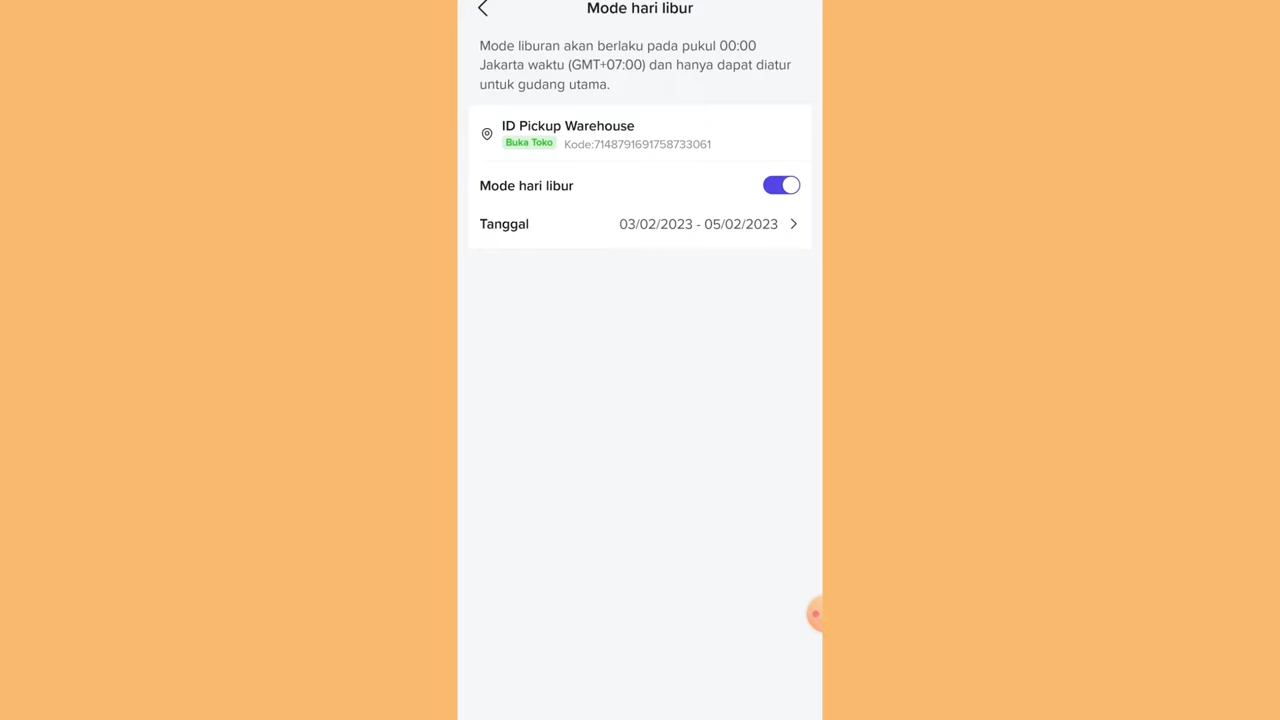 Mode hari libur
Mode liburan akan berlaku pada pukul 00:00
Jakarta waktu (GMT+07:00) dan hanya dapat diatur
untuk gudang utama.
ID Pickup Warehouse
Buka Toko Kode:7148791691758733061
Mode hari libur
Tanggal 03/02/2023 - 05/02/2023